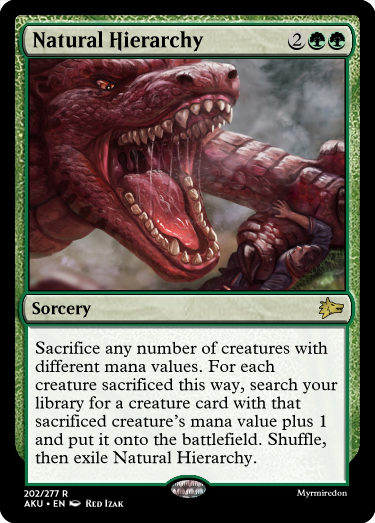 Natural Hierarchy 2
Sorcery
Sacrifice any number of creatures with
different mana values. For each
creature sacrificed this way, search your
library for a creature card with that
sacrificed creature's mana value plus 1
and put it onto the battlefield. Shuffle,
then exile Natural Hierarchy.
202/277 R
AKU • EN Red Izak
Myrmiredon